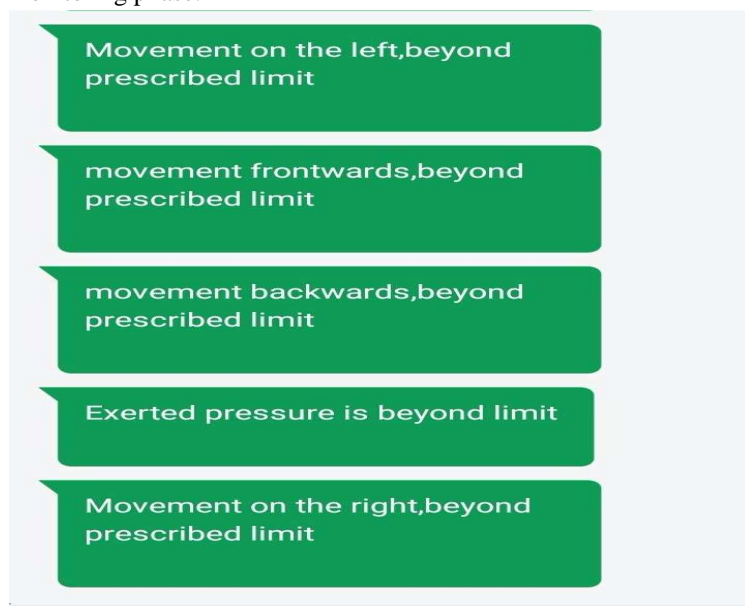 Movement on the left,beyond
prescribed limit
movement frontwards,beyond
prescribed limit
movement backwards,beyond
prescribed limit
Exerted pressure is beyond limit
Movement on the right,beyond
prescribed limit